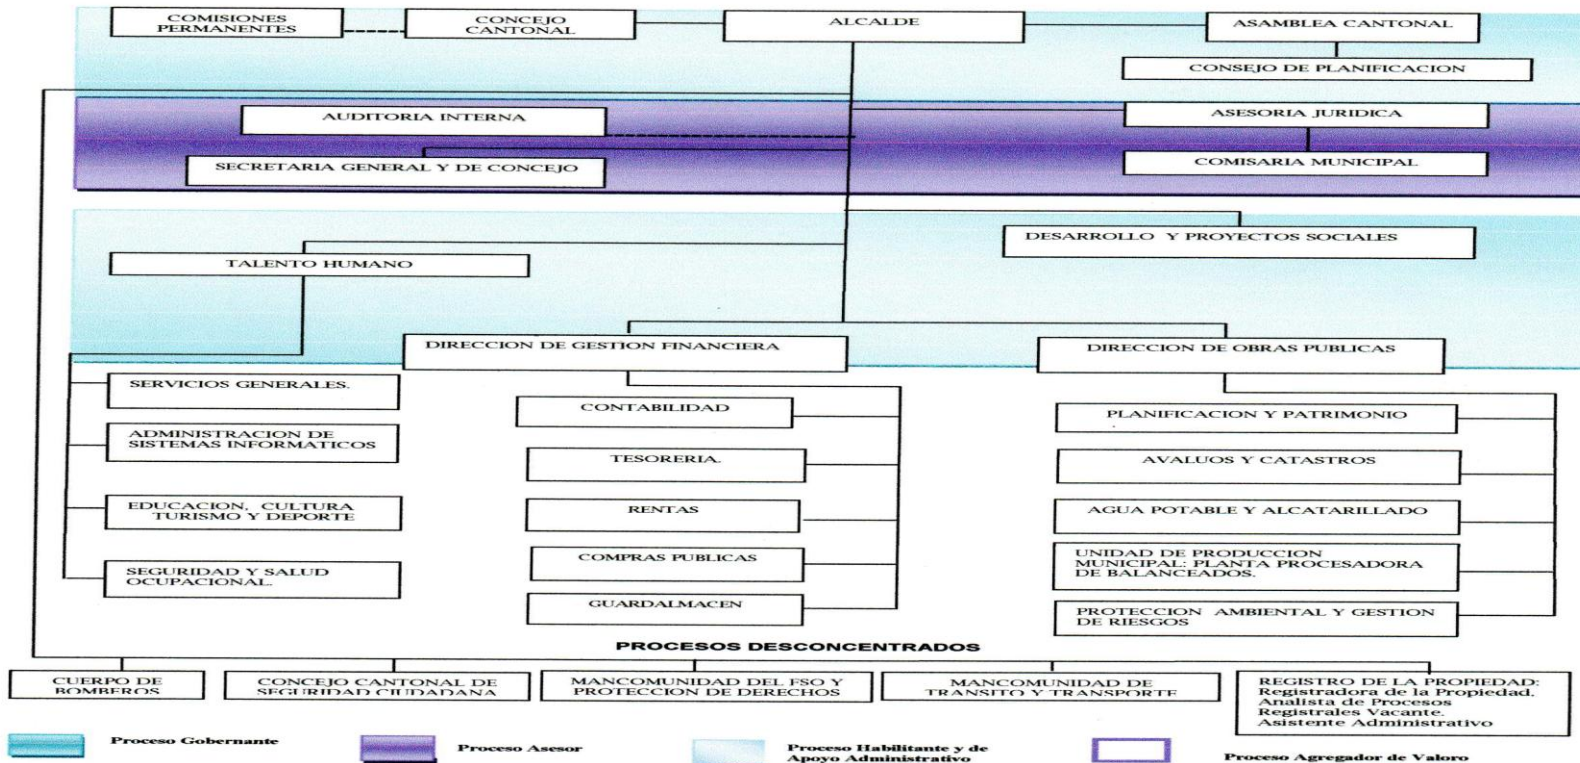 COMISIONES
PERMANENTES
CONCEJO
CANTONAL
ALCALDE
ASAMBLEA CANTONAL
CONSEJO DE PLANIFICACION
AUDITORIA INTERNA
ASESORIA JURIDICA
SECRETARIA GENERAL Y DE CONCEJO
COMISARIA MUNICIPAL
DESARROLLO Y PROYECTOS SOCIALES
TALENTO HUMANO
DIRECCION DE GESTION FINANCIERA
DIRECCION DE OBRAS PUBLICAS
SERVICIOS GENERALES.
ADMINISTRACION DE
SISTEMAS INFORMATICOS
EDUCACION, CULTURA
TURISMO Y DEPORTE
SEGURIDAD Y SALUD
OCUPACIONAL.
CONTABILIDAD
TESORERIA.
RENTAS
COMPRAS PUBLICAS
GUARDALMACEN
PLANIFICACION Y PATRIMONIO
AVALUOS Y CATASTROS
AGUA POTABLE Y ALCATARILLADO
UNIDAD DE PRODUCCION
MUNICIPAL: PLANTA PROCESADORA
DE BALANCEADOS.
PROTECCION AMBIENTAL Y GESTION
DE RIESGOS
PROCESOS DESCONCENTRADOS
CUERPO DE
BOMBEROS
CONCEJO CANTONAL DE
SEGURIDAD CIUDADANA
MANCOMUNIDAD DEL FSO Y
PROTECCION DE DERECHOS
MANCOMUNIDAD DE
TRANSITO Y TRANSPORTE
REGISTRO DE LA PROPIEDAD:
Registradora de la Propiedad.
Analista de Procesos
Registrales Vacante.
Asistente Administrativo
Proceso Gobernante
Proceso Asesor
Proceso Habilitante y de
Apoyo Administrativo
Proceso Agregador de Valoro